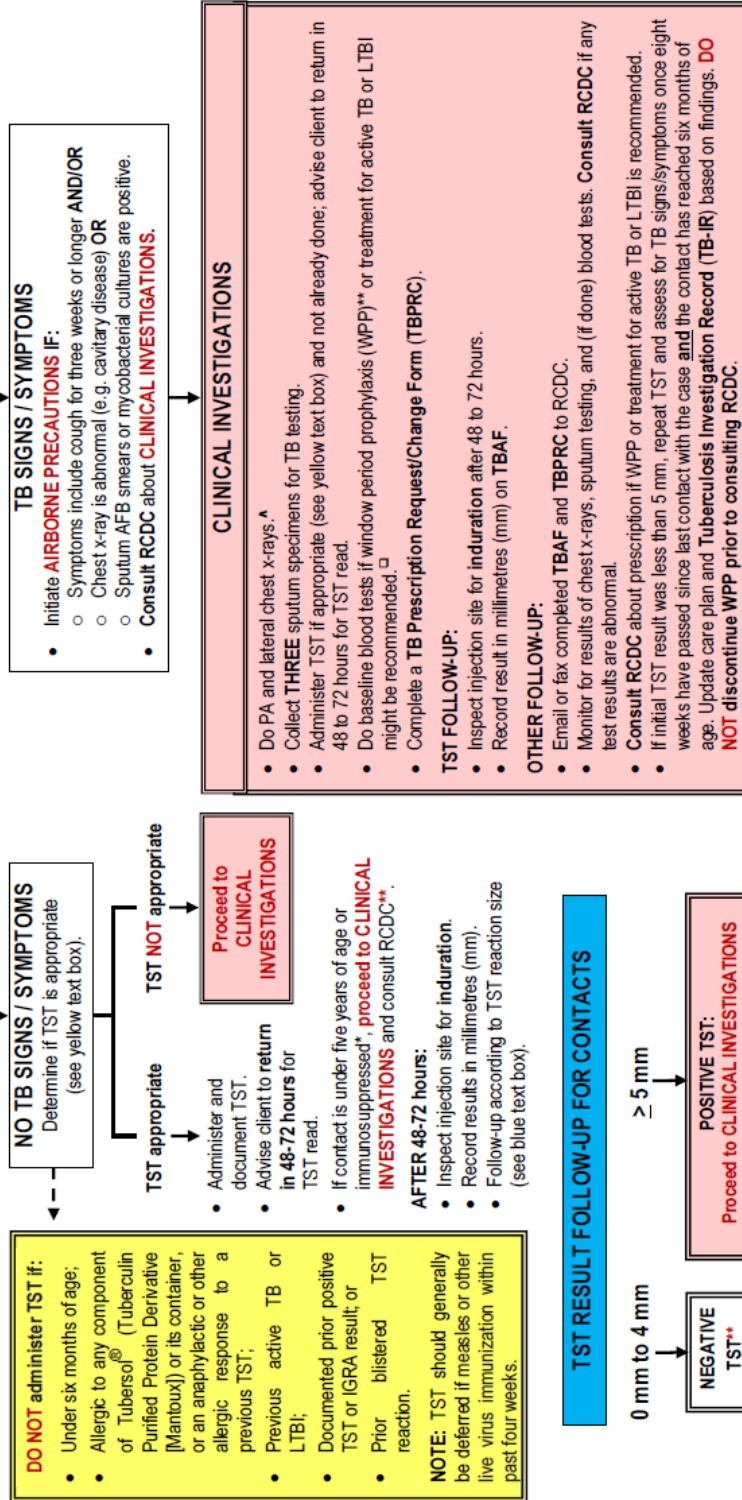 DO NOT administer TST if:
• Under six months of age;
• Allergic to any component
of Tubersol® (Tuberculin
Purified Protein Derivative
[Mantoux]) or its container,
or an anaphylactic or other
allergic response to a
previous TST;
• Previous active TB or
LTBI;
• Documented prior positive
TST or IGRA result; or
• Prior blistered TST
reaction.
NOTE: TST should generally
be deferred if measles or other
live virus immunization within
past four weeks.
NO TB SIGNS / SYMPTOMS
Determine if TST is appropriate
(see yellow text box).
TST appropriate
TST NOT appropriate
• Administer and
document TST.
• Advise client to return
in 48-72 hours for
TST read.
Proceed to
CLINICAL
INVESTIGATIONS
• If contact is under five years of age or
immunosuppressed*, proceed to CLINICAL
INVESTIGATIONS and consult RCDC**.
AFTER 48-72 hours:
• Inspect injection site for induration.
• Record results in millimetres (mm).
• Follow-up according to TST reaction size
(see blue text box).
TST RESULT FOLLOW-UP FOR CONTACTS
0 mm to 4 mm
≥ 5 mm
NEGATIVE
TST**
POSITIVE TST:
Proceed to CLINICAL INVESTIGATIONS
TB SIGNS / SYMPTOMS
• Initiate AIRBORNE PRECAUTIONS IF:
○ Symptoms include cough for three weeks or longer AND/OR
○ Chest x-ray is abnormal (e.g. cavitary disease) OR
○ Sputum AFB smears or mycobacterial cultures are positive.
• Consult RCDC about CLINICAL INVESTIGATIONS.
CLINICAL INVESTIGATIONS
• Do PA and lateral chest x-rays.^
• Collect THREE sputum specimens for TB testing.
• Administer TST if appropriate (see yellow text box) and not already done; advise client to return in
48 to 72 hours for TST read.
• Do baseline blood tests if window period prophylaxis (WPP)** or treatment for active TB or LTBI
might be recommended.□
• Complete a TB Prescription Request/Change Form (TBPRC).
TST FOLLOW-UP:
• Inspect injection site for induration after 48 to 72 hours.
• Record result in millimetres (mm) on TBAF.
OTHER FOLLOW-UP:
• Email or fax completed TBAF and TBPRC to RCDC.
• Monitor for results of chest x-rays, sputum testing, and (if done) blood tests. Consult RCDC if any
test results are abnormal.
• Consult RCDC about prescription if WPP or treatment for active TB or LTBI is recommended.
• If initial TST result was less than 5 mm, repeat TST and assess for TB signs/symptoms once eight
weeks have passed since last contact with the case and the contact has reached six months of
age. Update care plan and Tuberculosis Investigation Record (TB-IR) based on findings. DO
NOT discontinue WPP prior to consulting RCDC.